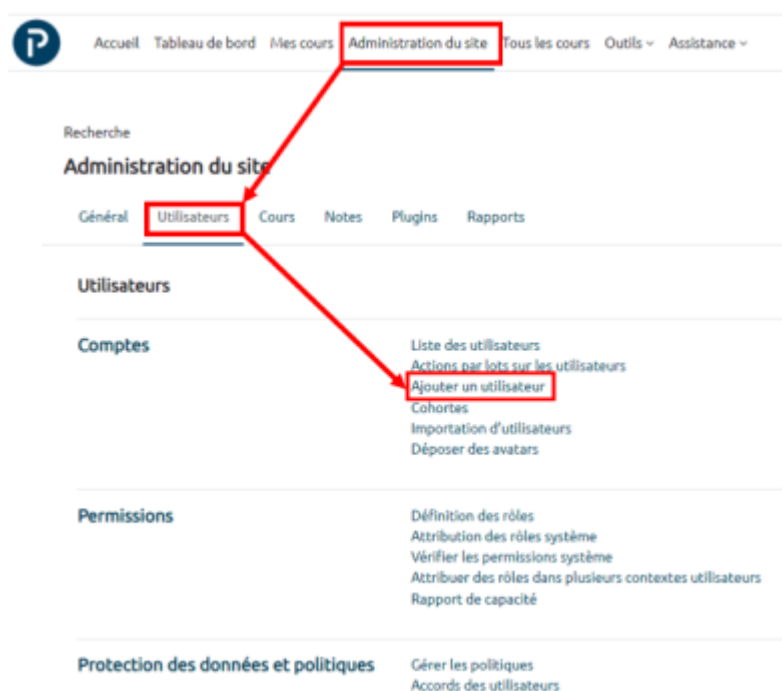 P
Accueil Tableau de bord Mes cours Administration du site Tous les cours Outils Assistance
Recherche
Administration du site
Général Utilisateurs Cours Notes Plugins Rapports
Utilisateurs
Comptes
Liste des utilisateurs
Actions par lots sur les utilisateurs
Ajouter un utilisateur
Cohortes
Importation d'utilisateurs
Déposer des avatars
Permissions
Définition des rôles
Attribution des rôles système
Vérifier les permissions système
Attribuer des rôles dans plusieurs contextes utilisateurs
Rapport de capacité
Protection des données et politiques
Gérer les politiques
Accords des utilisateurs